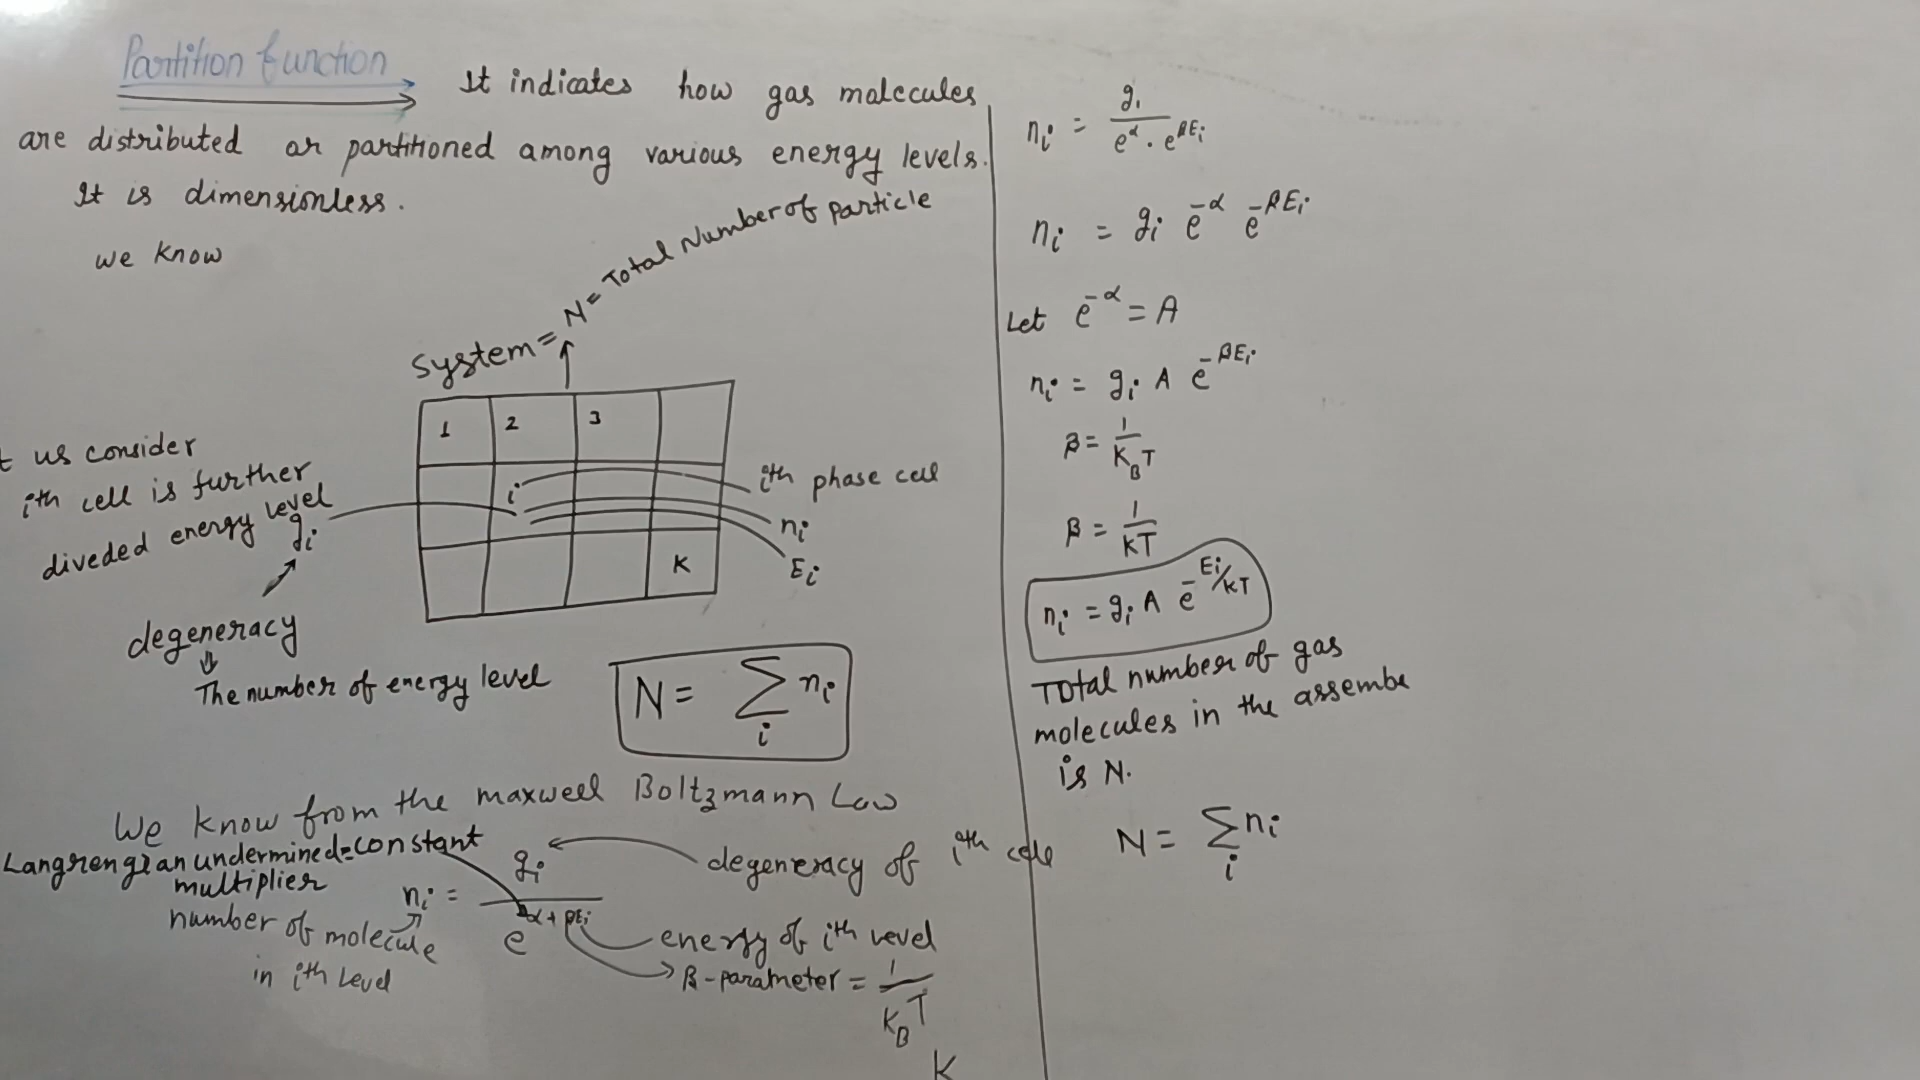 Partition function
It indicates how gas molecules
are distributed or partitioned among various energy levels.
It is dimensionless.
we know
System = N = Total Number of particle
1 2 3
i
K
ith phase cell
ni
Ei
us consider
ith cell is further
diveded energy level
gi
degeneracy
⇓
The number of energy level
N = Σi ni
We know from the maxwell Boltzmann Law
Langrengian undermined = constant
multiplier
ni = gi / e^(α + βEi)
degeneracy of ith cell
number of molecule
in ith Level
energy of ith level
β-parameter = 1/KBT
K
ni = gi / e^α . e^βEi
ni = gi e^-α e^-βEi
Let e^-α = A
ni = gi A e^-βEi
β = 1/KBT
β = 1/KT
ni = gi A e^-Ei/KT
Total number of gas
molecules in the assembe
is N.
N = Σi ni